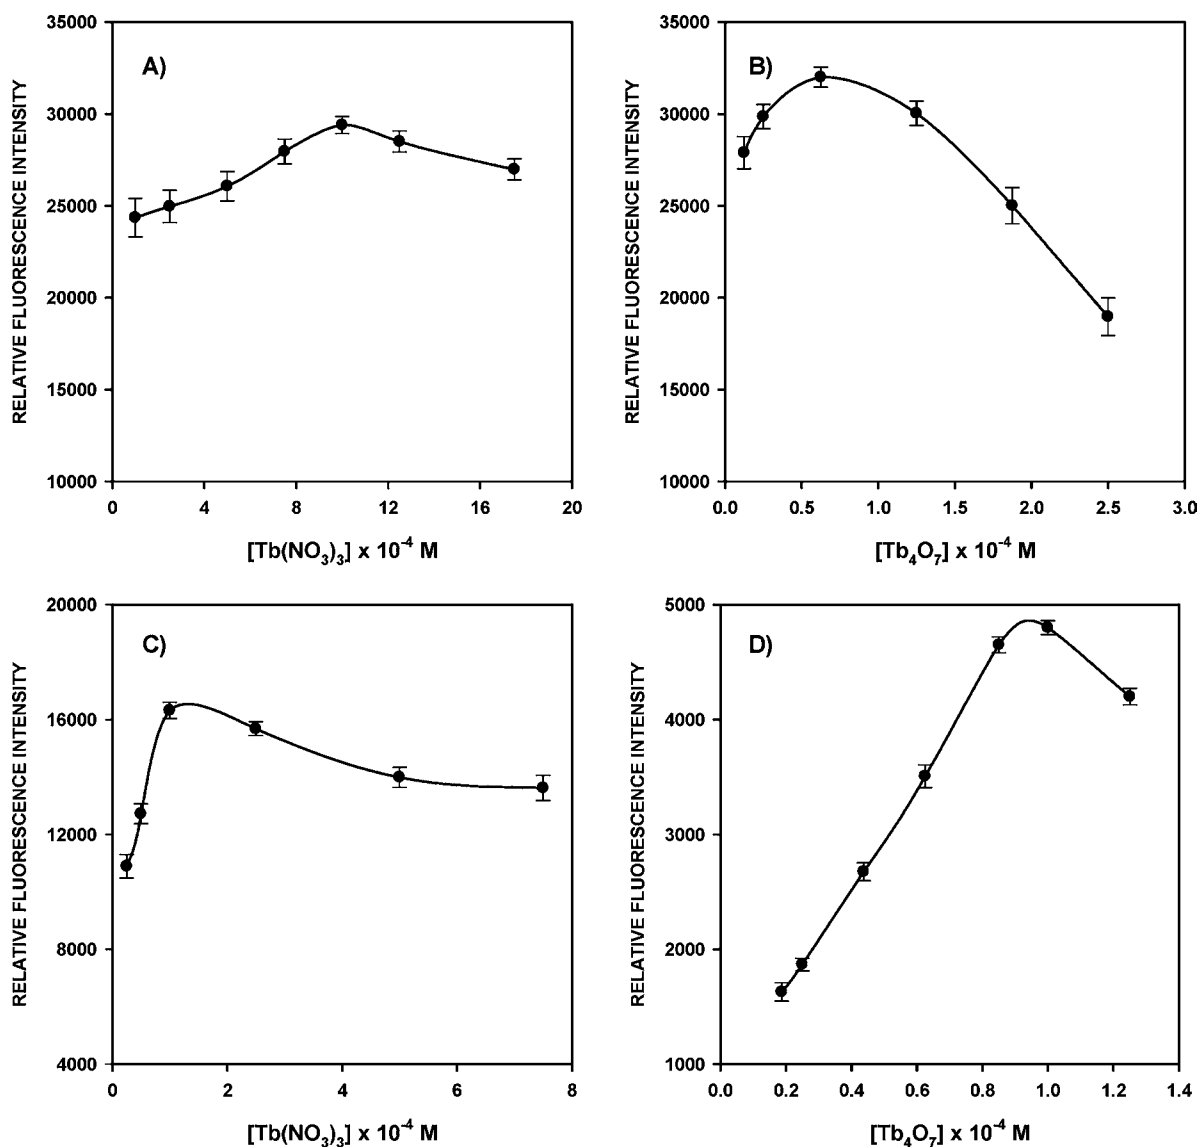 A)
RELATIVE FLUORESCENCE INTENSITY
35000
30000
25000
20000
15000
10000
0 4 8 12 16 20
[Tb(NO₃)₃] x 10⁻⁴ M
B)
RELATIVE FLUORESCENCE INTENSITY
35000
30000
25000
20000
15000
10000
0.0 0.5 1.0 1.5 2.0 2.5 3.0
[Tb₄O₇] x 10⁻⁴ M
C)
RELATIVE FLUORESCENCE INTENSITY
20000
16000
12000
8000
4000
0 2 4 6 8
[Tb(NO₃)₃] x 10⁻⁴ M
D)
RELATIVE FLUORESCENCE INTENSITY
5000
4000
3000
2000
1000
0.0 0.2 0.4 0.6 0.8 1.0 1.2 1.4
[Tb₄O₇] x 10⁻⁴ M